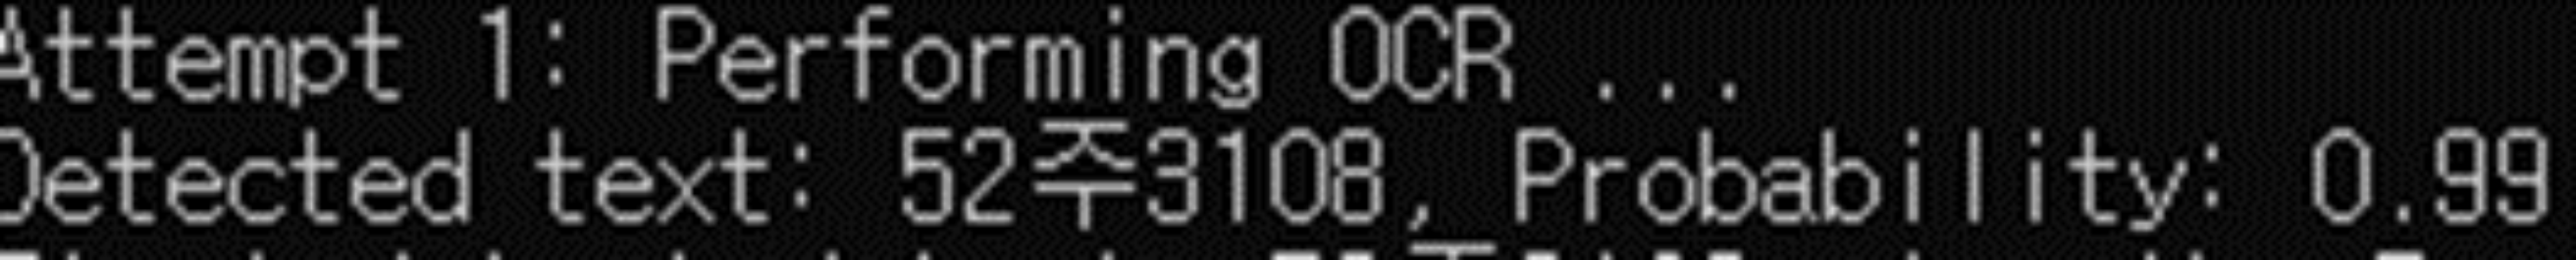 Attempt 1: Performing OCR ...
Detected text: 52주3108, Probability: 0.99